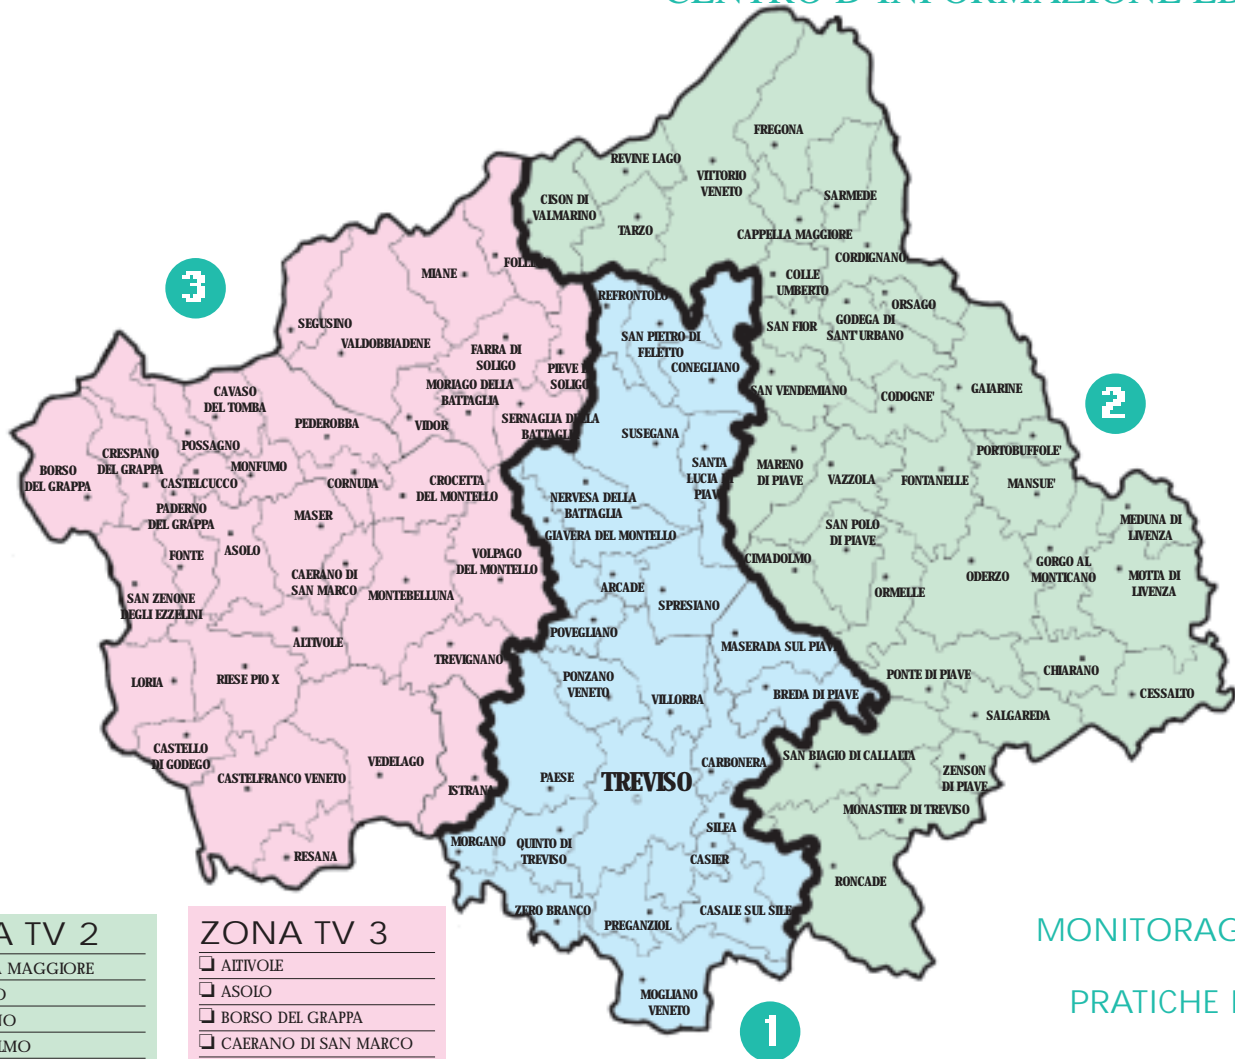 FREGONA
REVINE LAGO
VITTORIO
VENETO
CISON DI
VALMARINO
SARMEDE
TARZO
CAPPELLA MAGGIORE
CORDIGNANO
MIANE
COLLE
UMBERTO
3
REFRONTOLO
ORSAGO
SEGUSINO
SAN FIOR
GODEGA DI
SANT'URBANO
VALDOBBIADENE
SAN PIETRO DI
FELETTO
FARRA DI
SOLIGO
PIEVE
SOLIGO
CONEGLIANO
MORIAGO DELLA
BATTAGLIA
SAN VENDEMIANO
CODOGNE'
GAIARINE
2
CAVASO
DEL TOMBA
PEDEROBBA
VIDOR
SERNAGLIA DELLA
BATTAGLIA
POSSAGNO
SUSEGANA
CRESPANO
DEL GRAPPA
PORTOBUFFOLE'
BORSO
DEL GRAPPA
CASTELCUCCO
MONFUMO
CORNUDA
CROCETTA
DEL MONTELLO
SANTA
LUCIA
PIAVE
MARENO
DI PIAVE
VAZZOLA
FONTANELLE
MANSUE'
PADERNO
DEL GRAPPA
MASER
NERVESA DELLA
BATTAGLIA
GIAVERA DEL MONTELLO
SAN POLO
DI PIAVE
MEDUNA DI
LIVENZA
FONTE
ASOLO
VOLPAGO
DEL MONTELLO
CIMADOLMO
ODERZO
GORGO AL
MONTICANO
MOTTA DI
LIVENZA
CAERANO DI
SAN MARCO
MONTEBELLUNA
ARCADE
SPRESIANO
ORMELLE
SAN ZENONE
DEGLI EZZELINI
ALTIVOLE
POVEGLIANO
MASERADA SUL PIAVE
TREVIGNANO
LORIA
RIESE PIO X
PONZANO
VENETO
VILLORBA
BREDA DI PIAVE
PONTE DI PIAVE
CHIARANO
CESSALTO
SALGAREDA
CASTELLO
DI GODEGO
CASTELFRANCO VENETO
VEDELAGO
ISTRANA
PAESE
TREVISO
CARBONERA
SAN BIAGIO DI CALLALTA
ZENSON
DI PIAVE
MONASTIER DI TREVISO
SILEA
MORGANO
QUINTO DI
TREVISO
CASIER
RESANA
RONCADE
ZERO BRANCO
PREGANZIOL
CASALE SUL SILE
MOGLIANO
VENETO
1
TV 2
MAGGIORE
ZONA TV 3
ALTIVOLE
ASOLO
BORSO DEL GRAPPA
CAERANO DI SAN MARCO
PRATICHE